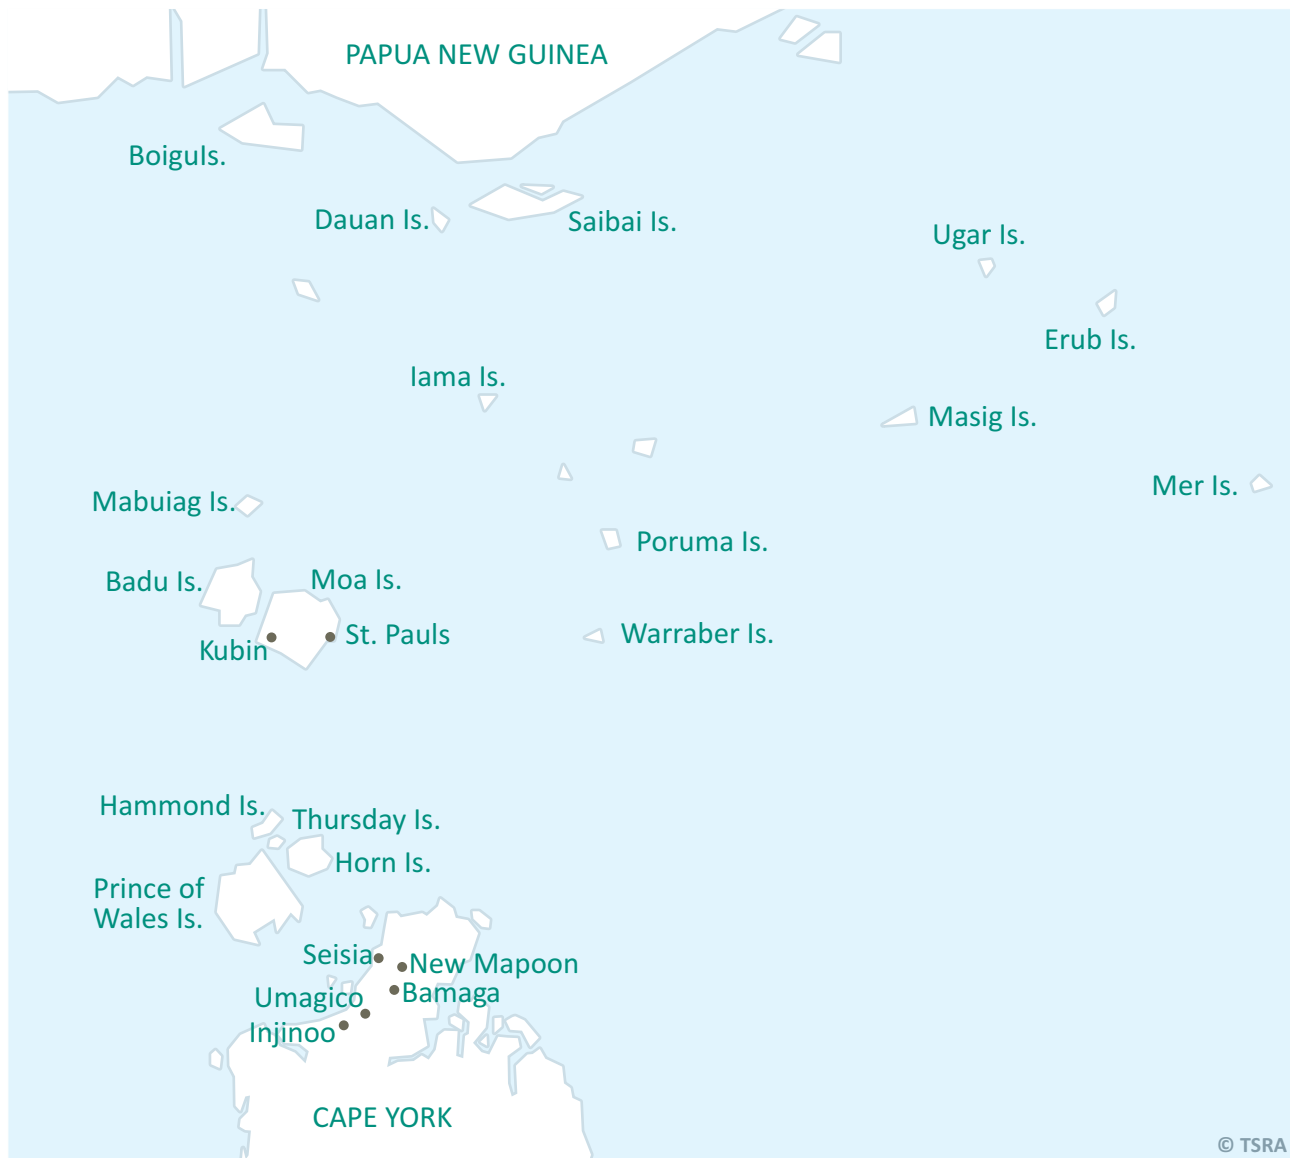 PAPUA NEW GUINEA
BoiguIs.
Dauan Is.
Saibai Is.
Ugar Is.
Erub Is.
Iama Is.
Masig Is.
Mer Is.
Mabuiag Is.
Poruma Is.
Badu Is.
Moa Is.
St. Pauls
Warraber Is.
Kubin
Hammond Is.
Thursday Is.
Horn Is.
Prince of
Wales Is.
Seisia
New Mapoon
Bamaga
Umagico
Injinoo
CAPE YORK
© TSRA